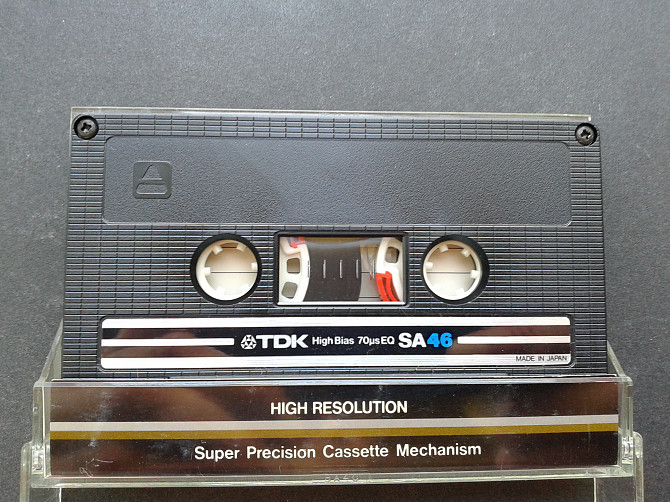 TDK High Bias 70µs EQ SA46
MADE IN JAPAN
HIGH RESOLUTION
Super Precision Cassette Mechanism